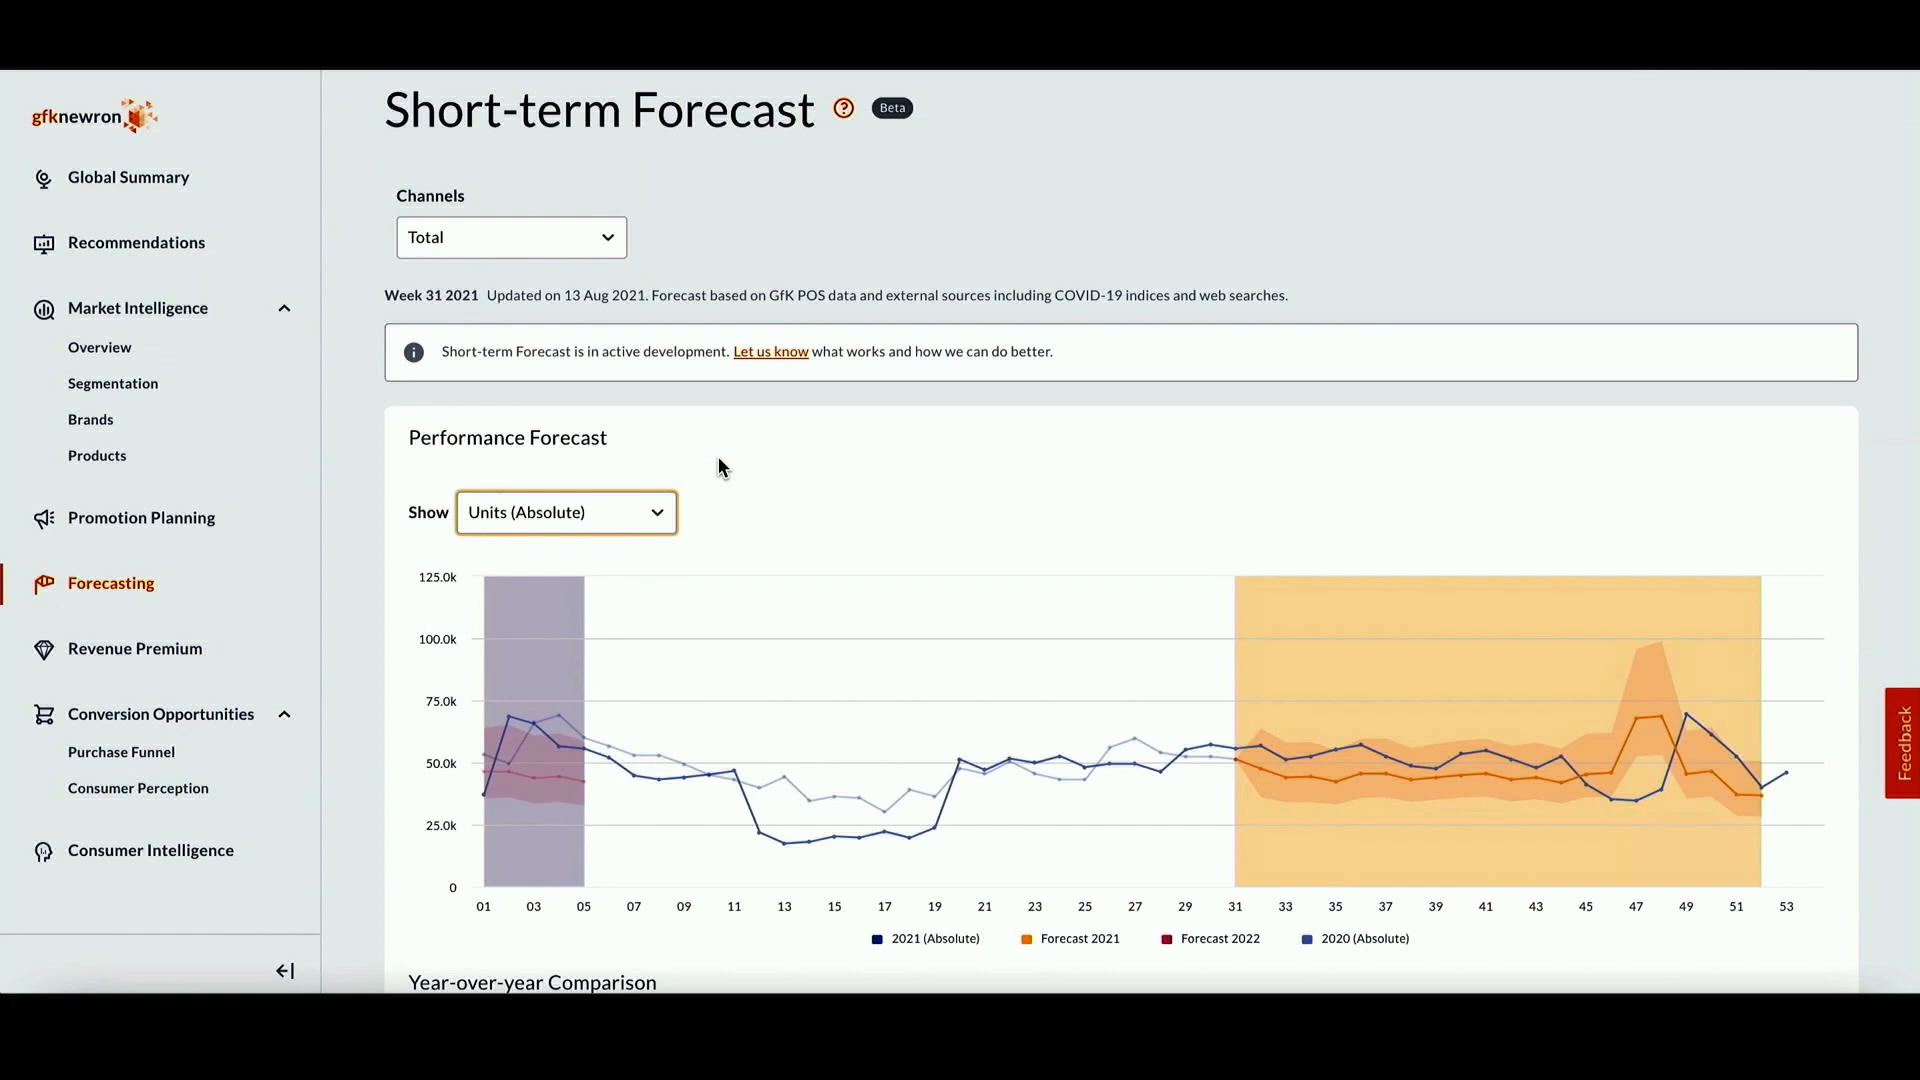 gfknewron
Global Summary
Recommendations
Market Intelligence
Overview
Segmentation
Brands
Products
Promotion Planning
Forecasting
Revenue Premium
Conversion Opportunities
Purchase Funnel
Consumer Perception
Consumer Intelligence
Short-term Forecast ? Beta
Channels
Total
Week 31 2021 Updated on 13 Aug 2021. Forecast based on GfK POS data and external sources including COVID-19 indices and web searches.
Short-term Forecast is in active development. Let us know what works and how we can do better.
Performance Forecast
Show Units (Absolute)
125.0k
100.0k
75.0k
50.0k
25.0k
0
01 03 05 07 09 11 13 15 17 19 21 23 25 27 29 31 33 35 37 39 41 43 45 47 49 51 53
2021 (Absolute) Forecast 2021 Forecast 2022 2020 (Absolute)
Year-over-year Comparison
Feedback